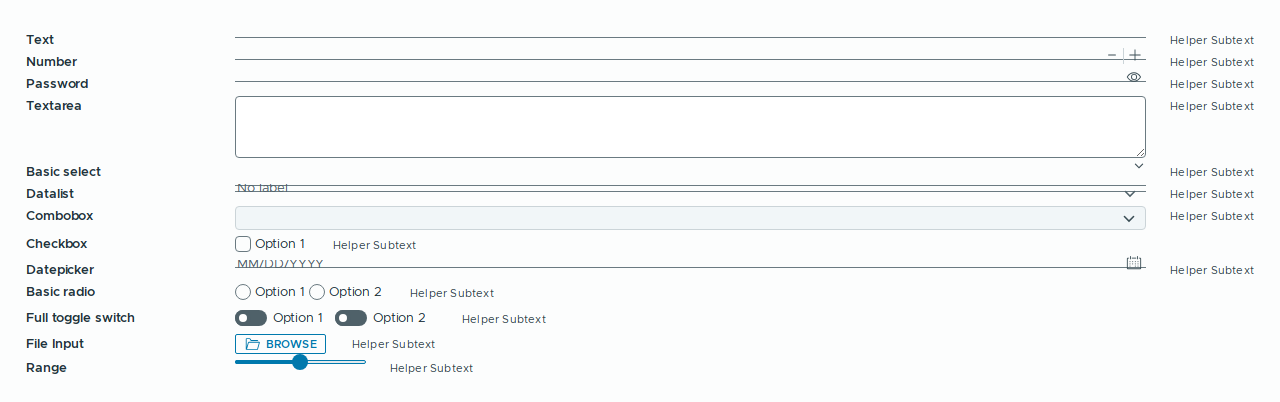 Text Helper Subtext
Number Helper Subtext
Password Helper Subtext
Textarea Helper Subtext
Basic select Helper Subtext
No label
Datalist Helper Subtext
Combobox Helper Subtext
Checkbox Option 1 Helper Subtext
MM/DD/YYYY
Datepicker Helper Subtext
Basic radio Option 1 Option 2 Helper Subtext
Full toggle switch Option 1 Option 2 Helper Subtext
File Input BROWSE Helper Subtext
Range Helper Subtext